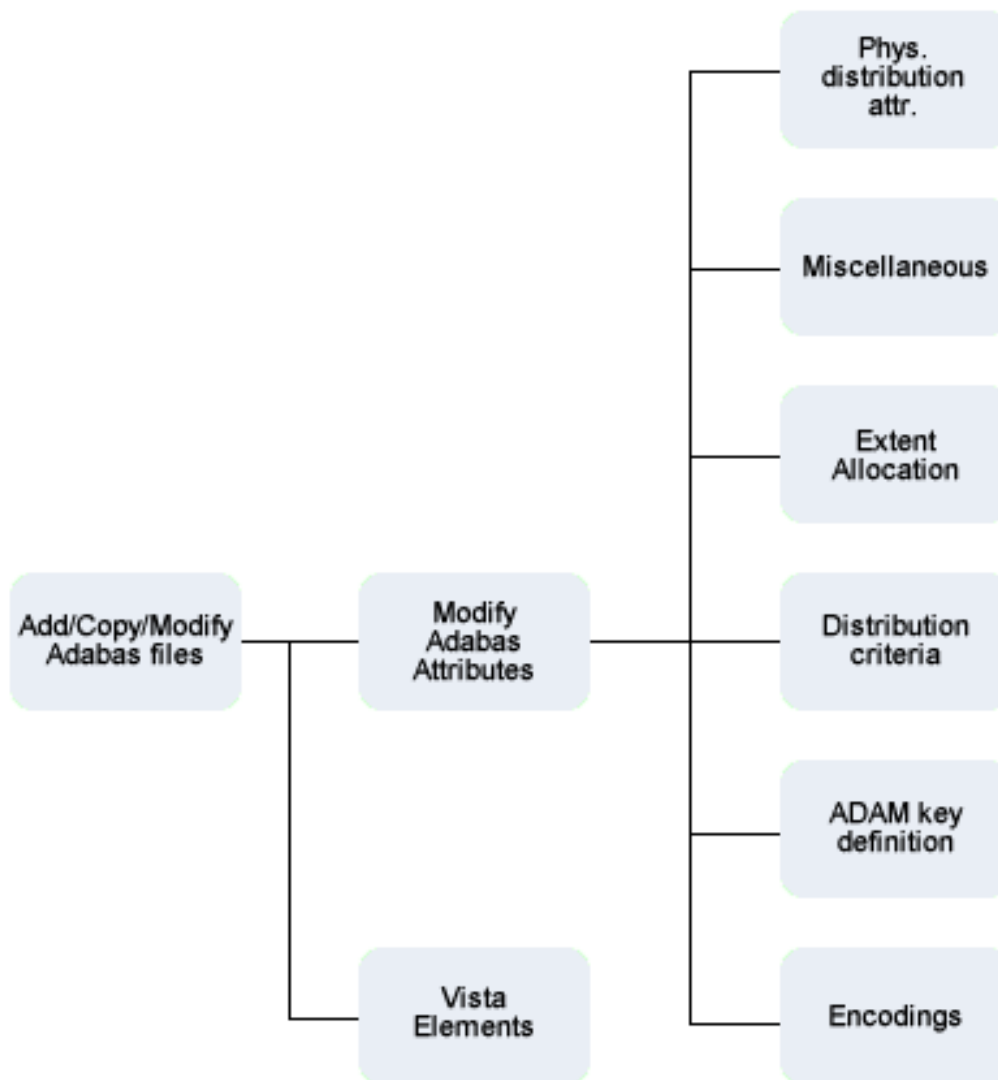 Phys.
distribution
attr.
Miscellaneous
Extent
Allocation
Add/Copy/Modify
Adabas files
Modify
Adabas
Attributes
Distribution
criteria
ADAM key
definition
Vista
Elements
Encodings